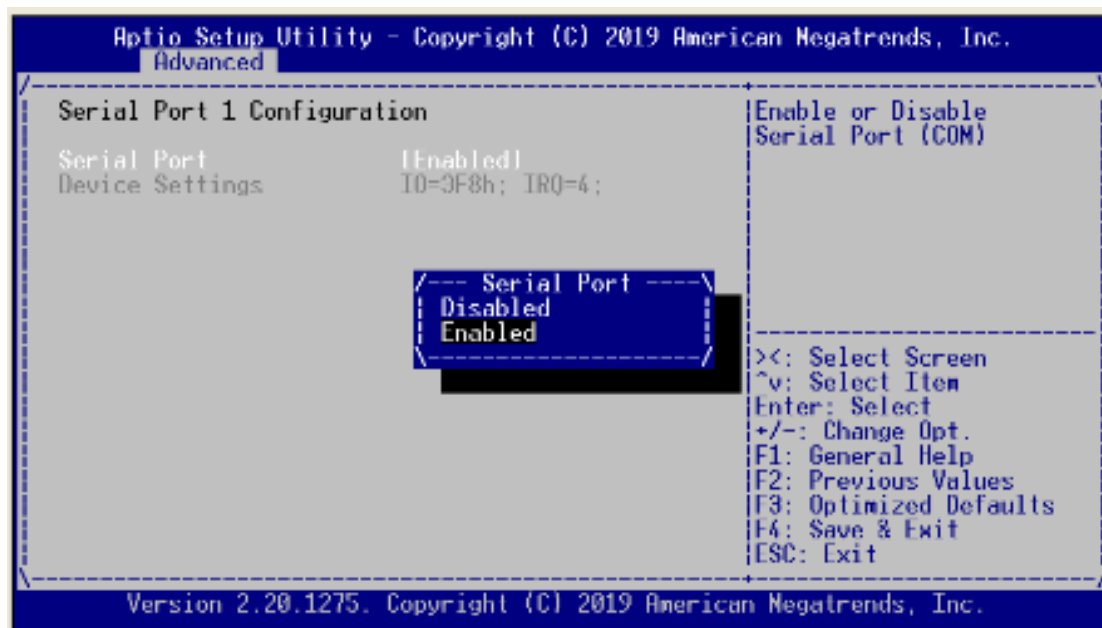 Aptio Setup Utility - Copyright (C) 2019 American Negatrends, Inc.
Advanced
Serial Port 1 Configuration
Serial Port [Enabled]
Device Settings IO=3F8h; IRQ=4;
Enable or Disable
Serial Port (COM)
Serial Port
Disabled
Enabled
><: Select Screen
^v: Select Item
Enter: Select
+/-: Change Opt.
F1: General Help
F2: Previous Values
F3: Optimized Defaults
F4: Save & Exit
ESC: Exit
Version 2.20.1275. Copyright (C) 2019 American Negatrends, Inc.